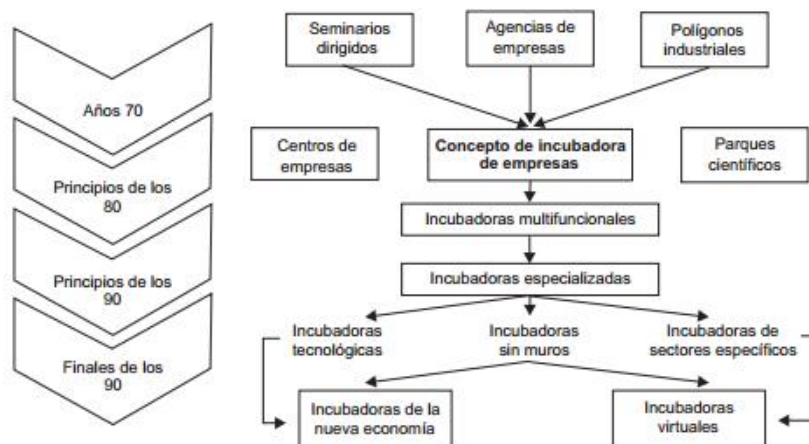 Seminarios
dirigidos
Agencias de
empresas
Polígonos
industriales
Años 70
Centros de
empresas
Concepto de incubadora
de empresas
Parques
científicos
Principios de los
80
Incubadoras multifuncionales
Principios de los
90
Incubadoras especializadas
Incubadoras
tecnológicas
Incubadoras
sin muros
Incubadoras de
sectores específicos
Finales de los
90
Incubadoras de la
nueva economía
Incubadoras
virtuales